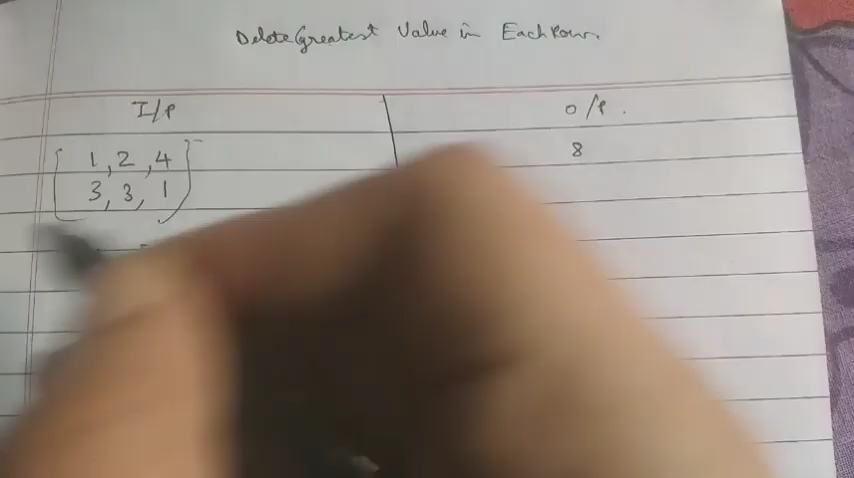 Delete Greatest Value in Each Row.
I/P
O/P.
1, 2, 4
8
3, 3, 1